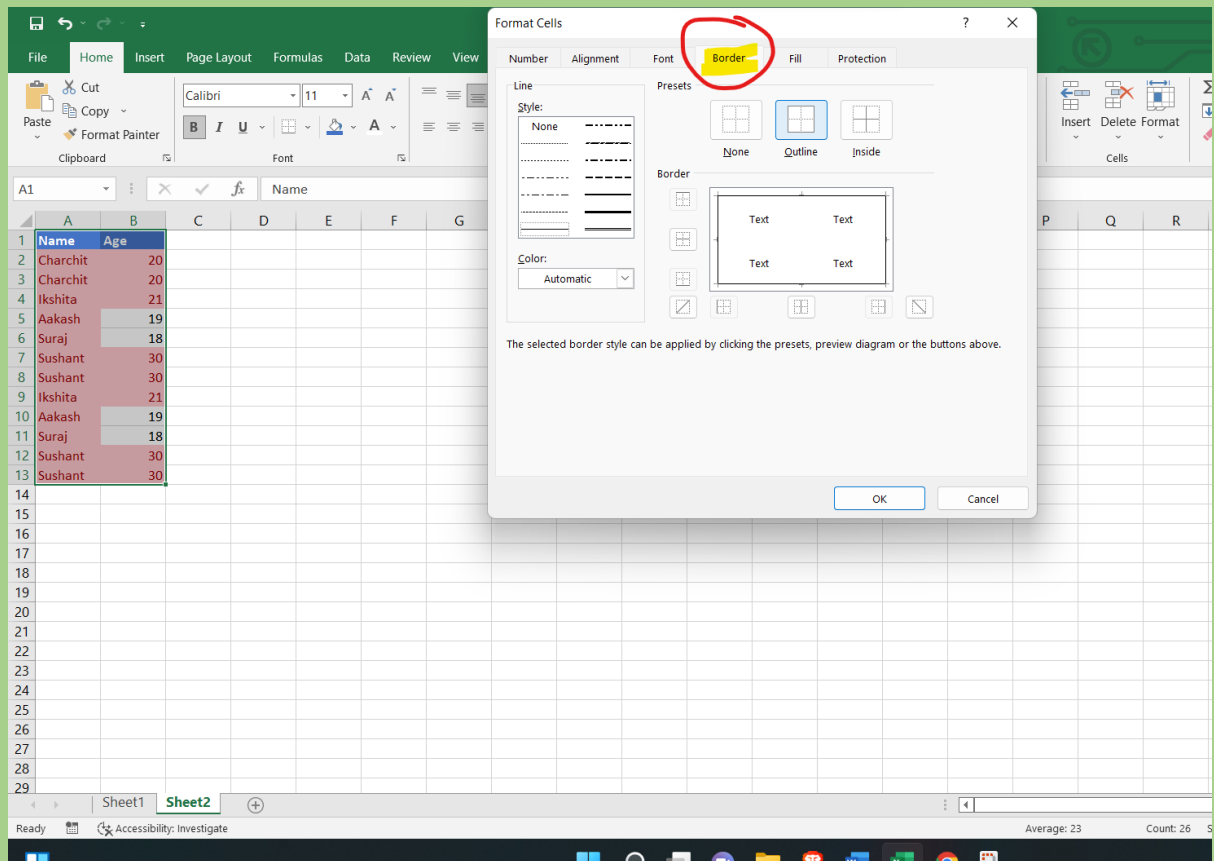 Format Cells ? ×
File Home Insert Page Layout Formulas Data Review View
Number Alignment Font Border Fill Protection
Cut
Copy
Format Painter
Paste
Clipboard
Calibri 11
B I U A
Font
Insert Delete Format
Cells
Line
Style:
None
Color:
Automatic
Presets
None Outline Inside
Border
Text Text
Text Text
The selected border style can be applied by clicking the presets, preview diagram or the buttons above.
OK Cancel
A1 fx Name
A B C D E F G P Q R
1 Name Age
2 Charchit 20
3 Charchit 20
4 Ikshita 21
5 Aakash 19
6 Suraj 18
7 Sushant 30
8 Sushant 30
9 Ikshita 21
10 Aakash 19
11 Suraj 18
12 Sushant 30
13 Sushant 30
14
15
16
17
18
19
20
21
22
23
24
25
26
27
28
29
Sheet1 Sheet2
Ready Accessibility: Investigate Average: 23 Count: 26 S